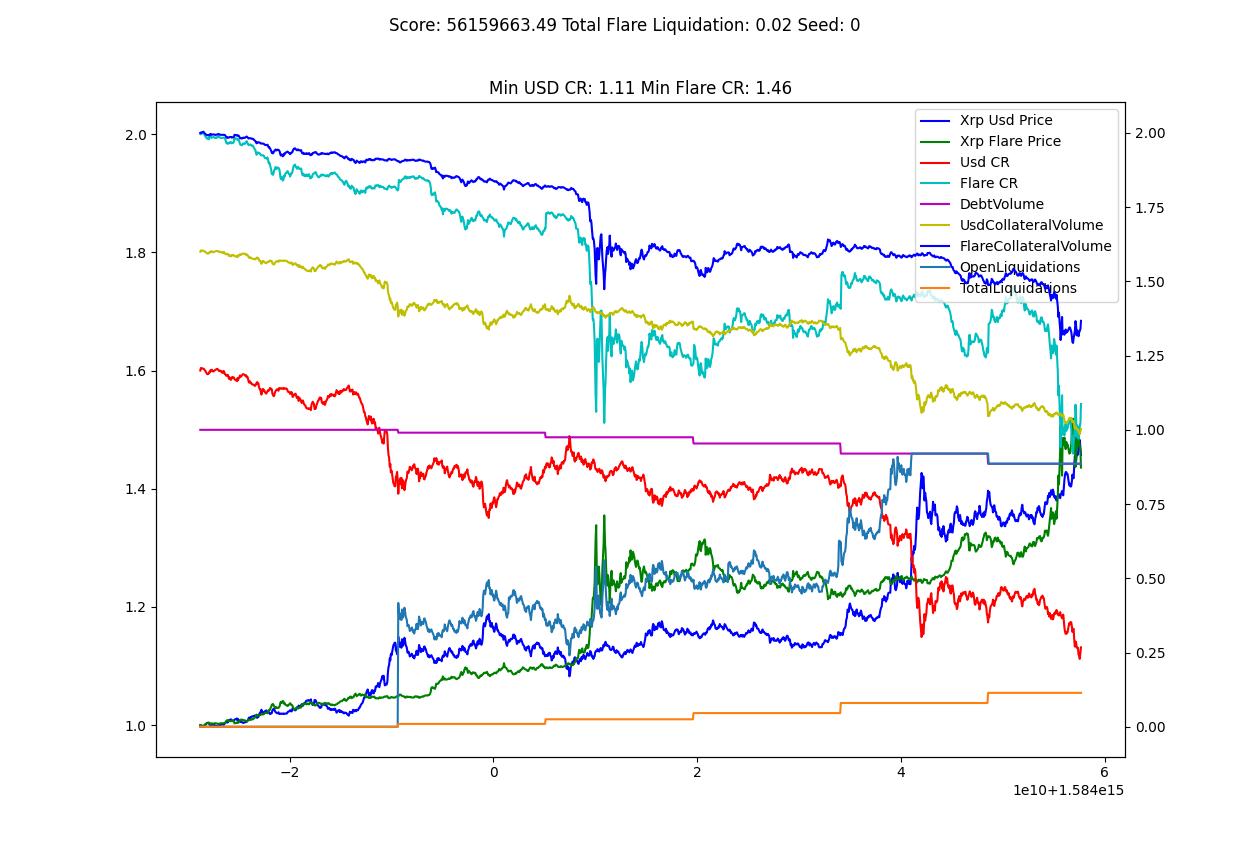 Score: 56159663.49 Total Flare Liquidation: 0.02 Seed: 0
Min USD CR: 1.11 Min Flare CR: 1.46
Xrp Usd Price
Xrp Flare Price
Usd CR
Flare CR
DebtVolume
UsdCollateralVolume
FlareCollateralVolume
OpenLiquidations
TotalLiquidations
2.0
1.8
1.6
1.4
1.2
1.0
2.00
1.75
1.50
1.25
1.00
0.75
0.50
0.25
0.00
−2
0
2
4
6
1e10+1.584e15